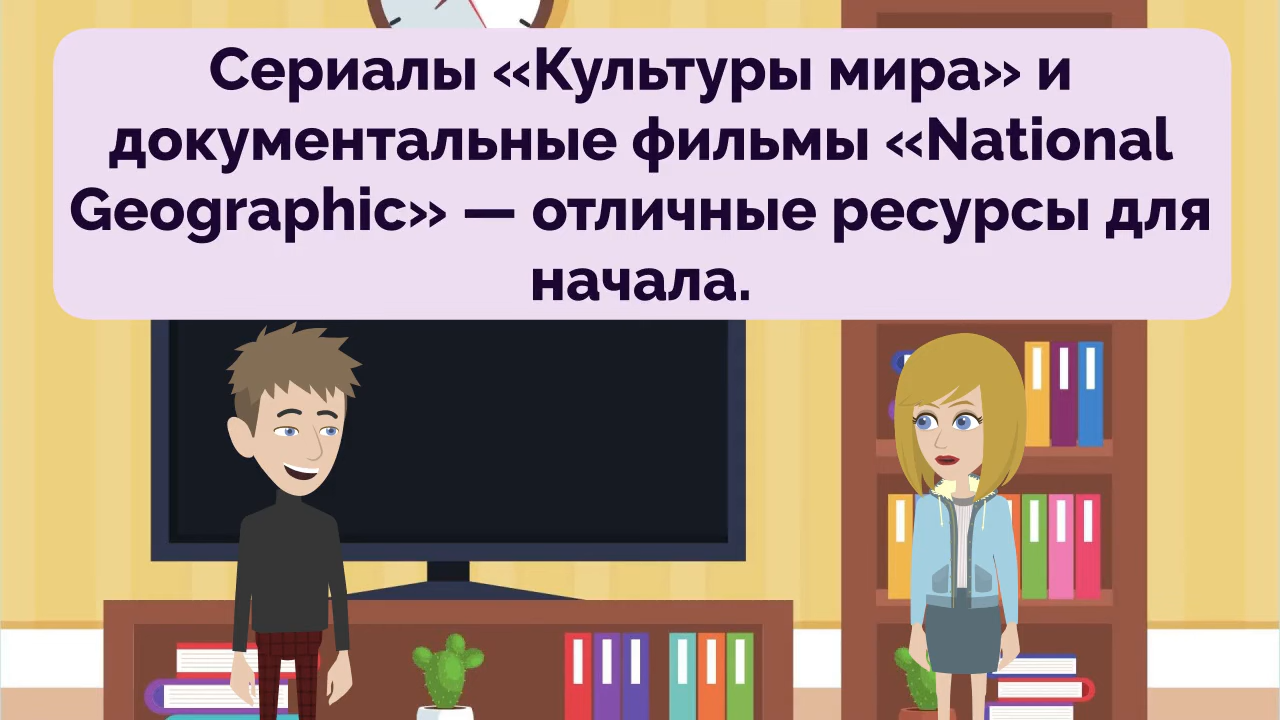 Сериалы «Культуры мира» и
документальные фильмы «National
Geographic» — отличные ресурсы для
начала.